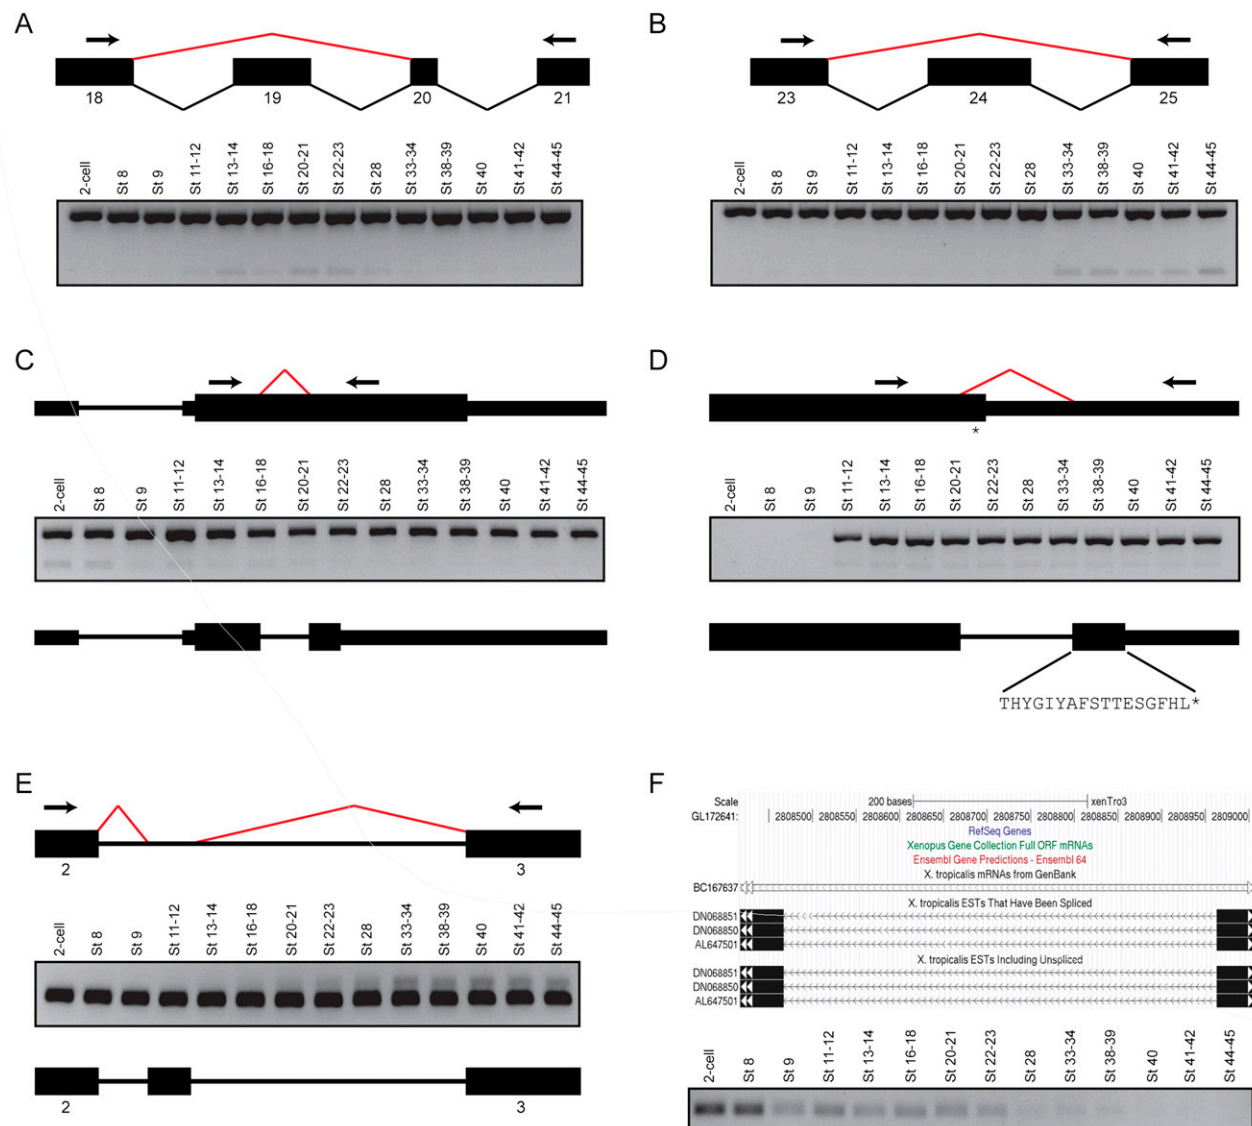 A
18
19
20
21
2-cell
St 8
St 9
St 11-12
St 13-14
St 16-18
St 20-21
St 22-23
St 28
St 33-34
St 38-39
St 40
St 41-42
St 44-45
B
23
24
25
2-cell
St 8
St 9
St 11-12
St 13-14
St 16-18
St 20-21
St 22-23
St 28
St 33-34
St 38-39
St 40
St 41-42
St 44-45
C
2-cell
St 8
St 9
St 11-12
St 13-14
St 16-18
St 20-21
St 22-23
St 28
St 33-34
St 38-39
St 40
St 41-42
St 44-45
D
*
2-cell
St 8
St 9
St 11-12
St 13-14
St 16-18
St 20-21
St 22-23
St 28
St 33-34
St 38-39
St 40
St 41-42
St 44-45
THYGIYAFSTTESGFHL*
E
2
3
2-cell
St 8
St 9
St 11-12
St 13-14
St 16-18
St 20-21
St 22-23
St 28
St 33-34
St 38-39
St 40
St 41-42
St 44-45
2
3
F
Scale 200 bases xenTro3
GL172641: 2808500 2808550 2808600 2808650 2808700 2808750 2808800 2808850 2808900 2808950 2809000
RefSeq Genes
Xenopus Gene Collection Full ORF mRNAs
Ensembl Gene Predictions - Ensembl 64
X. tropicalis mRNAs from GenBank
BC167637
X. tropicalis ESTs That Have Been Spliced
DN068851
DN068850
AL647501
X. tropicalis ESTs Including Unspliced
DN068851
DN068850
AL647501
2-cell
St 8
St 9
St 11-12
St 13-14
St 16-18
St 20-21
St 22-23
St 28
St 33-34
St 38-39
St 40
St 41-42
St 44-45